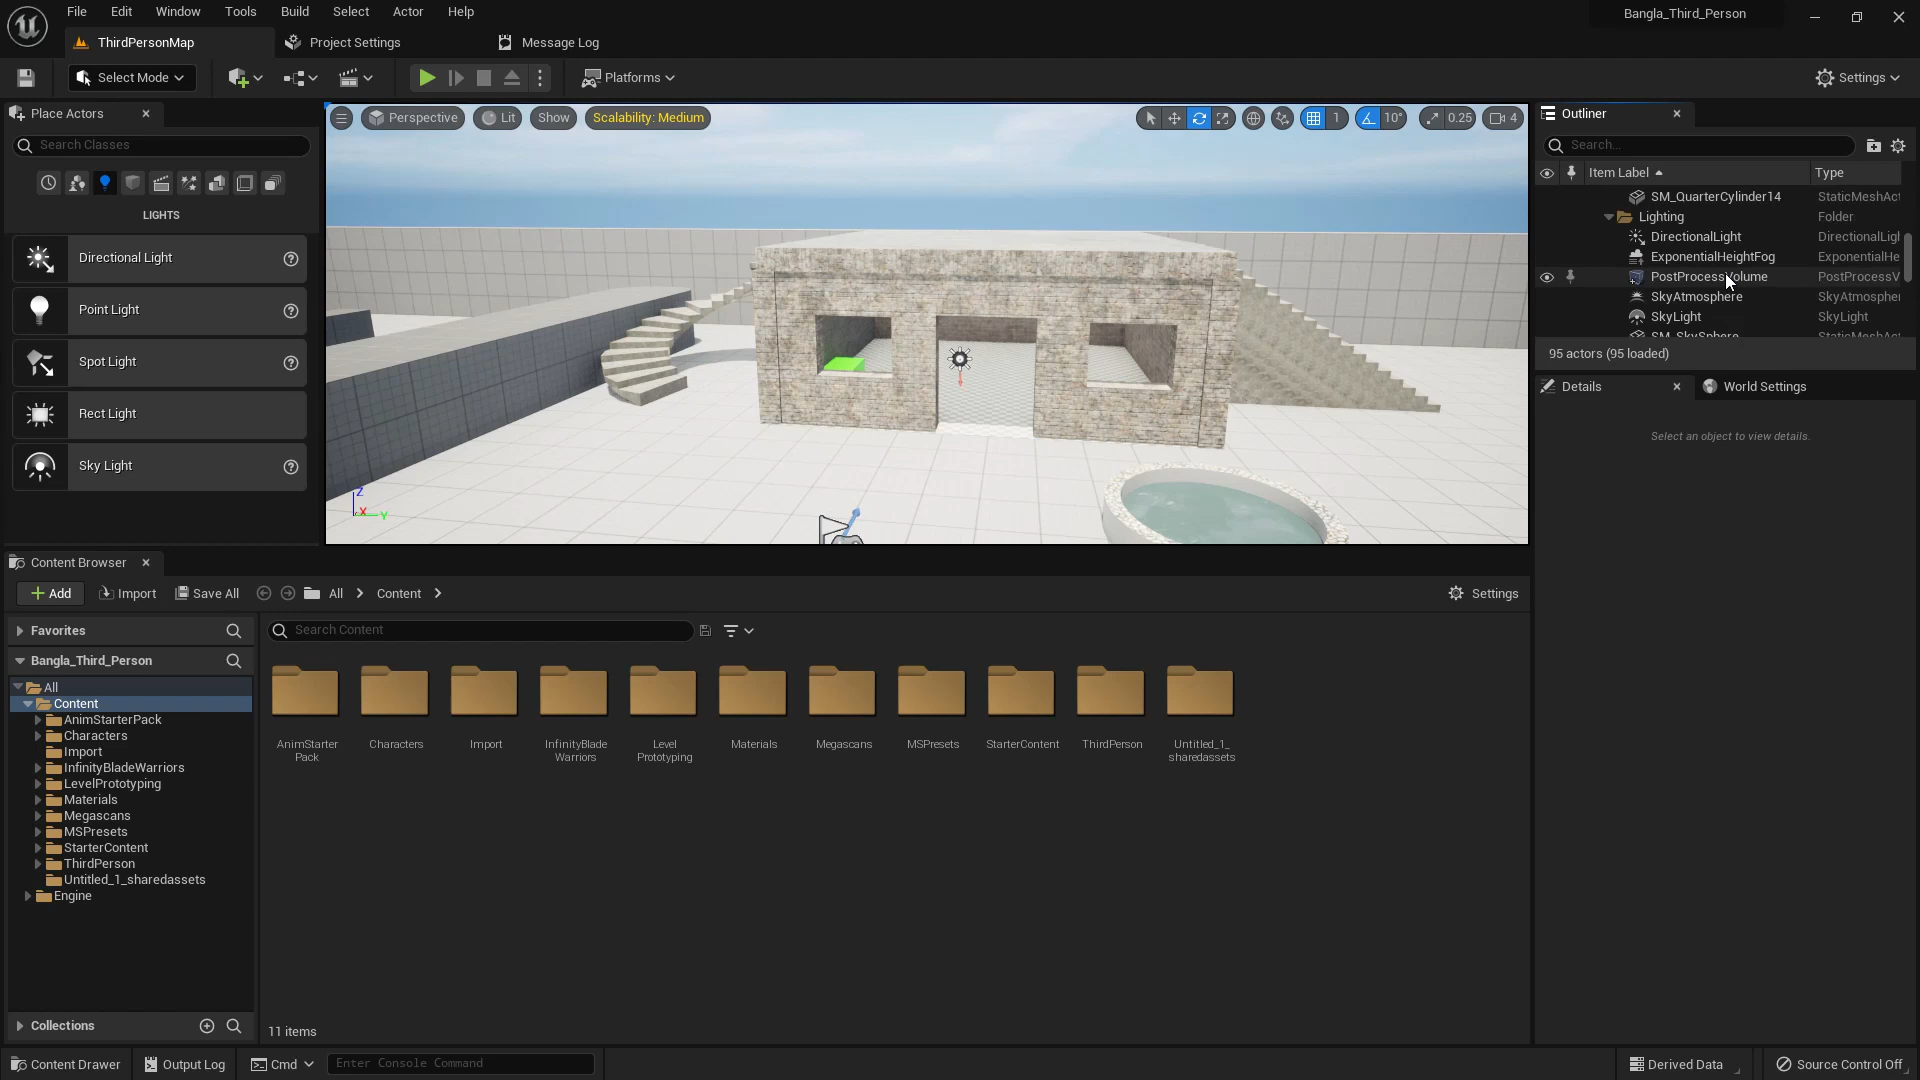 File Edit Window Tools Build Select Actor Help
Bangla_Third_Person
ThirdPersonMap
Project Settings
Message Log
Select Mode
Platforms
Settings
Place Actors
Search Classes
LIGHTS
Directional Light
Point Light
Spot Light
Rect Light
Sky Light
Perspective
Lit
Show
Scalability: Medium
1
10°
0.25
4
Z
X
Y
Outliner
Search...
Item Label
Type
SM_QuarterCylinder14 StaticMeshAct
Lighting Folder
DirectionalLight DirectionalLigh
ExponentialHeightFog ExponentialHe
PostProcessVolume PostProcessV
SkyAtmosphere SkyAtmospher
SkyLight SkyLight
SM_SkySphere StaticMeshAct
95 actors (95 loaded)
Details
World Settings
Select an object to view details.
Content Browser
Add
Import
Save All
All
Content
Settings
Favorites
Search Content
Bangla_Third_Person
All
Content
AnimStarterPack
Characters
Import
InfinityBladeWarriors
LevelPrototyping
Materials
Megascans
MSPresets
StarterContent
ThirdPerson
Untitled_1_sharedassets
Engine
AnimStarter
Pack
Characters
Import
InfinityBlade
Warriors
Level
Prototyping
Materials
Megascans
MSPresets
StarterContent
ThirdPerson
Untitled_1_
sharedassets
Collections
11 items
Content Drawer
Output Log
Cmd
Enter Console Command
Derived Data
Source Control Off